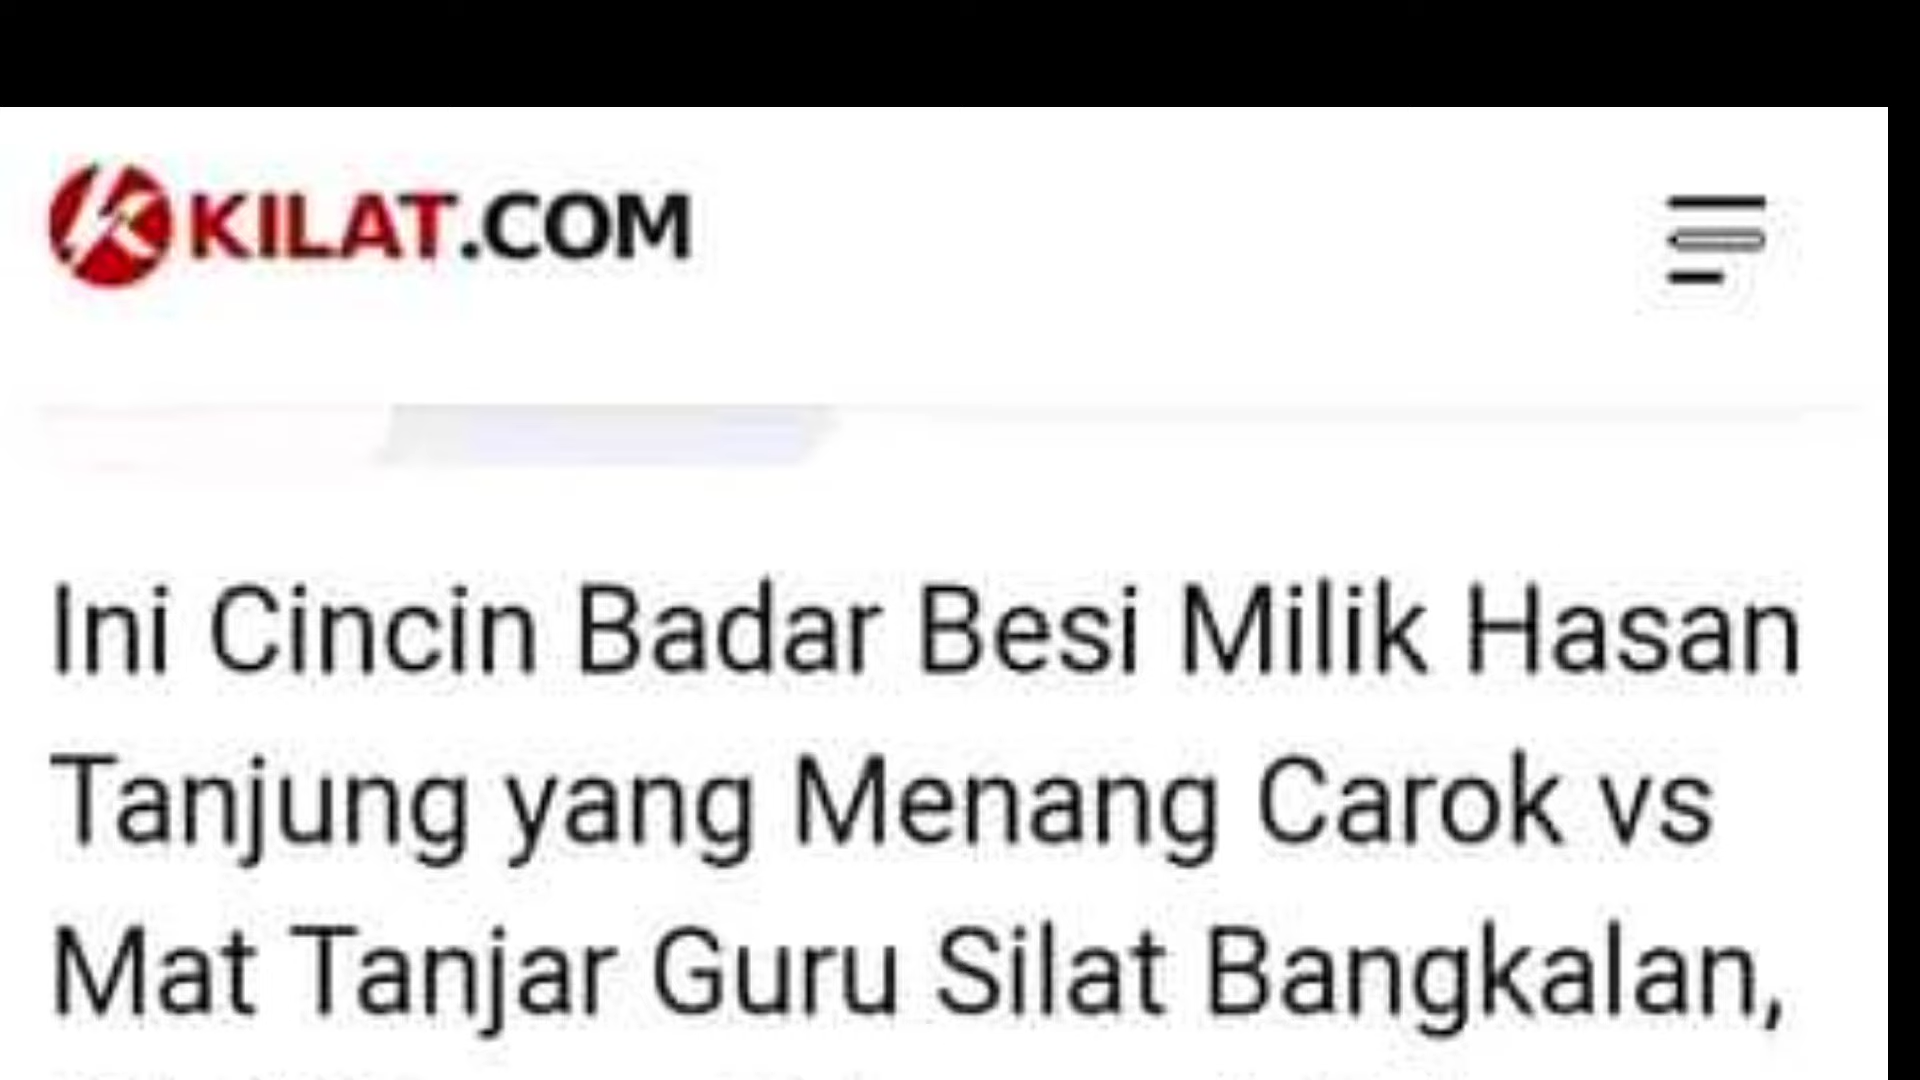 KILAT.COM
Ini Cincin Badar Besi Milik Hasan
Tanjung yang Menang Carok vs
Mat Tanjar Guru Silat Bangkalan,